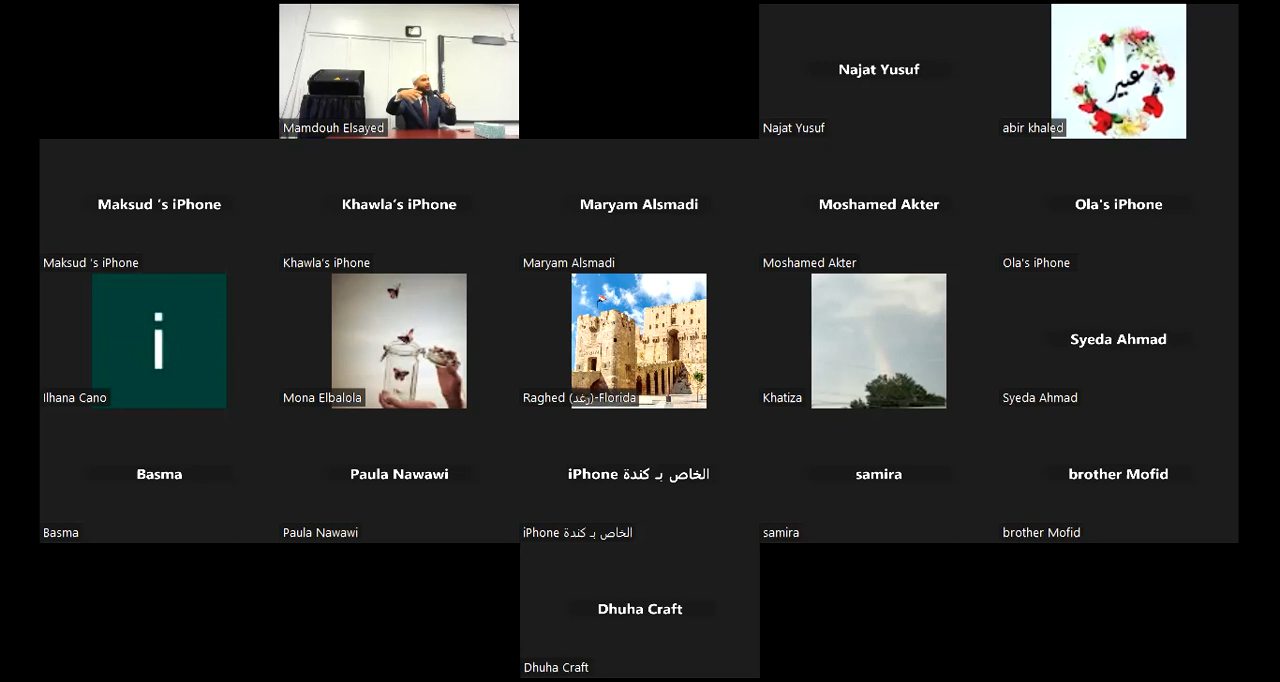 Mamdouh Elsayed
Najat Yusuf
Najat Yusuf
عبير
abir khaled
Maksud ‘s iPhone
Maksud ‘s iPhone
Khawla’s iPhone
Khawla's iPhone
Maryam Alsmadi
Maryam Alsmadi
Moshamed Akter
Moshamed Akter
Ola's iPhone
Ola's iPhone
i
Ilhana Cano
Mona Elbalola
Raghed (رغد)-Florida
Khatiza
Syeda Ahmad
Syeda Ahmad
Basma
Basma
Paula Nawawi
Paula Nawawi
iPhone الخاص بـ كندة
iPhone الخاص بـ كندة
samira
samira
brother Mofid
brother Mofid
Dhuha Craft
Dhuha Craft